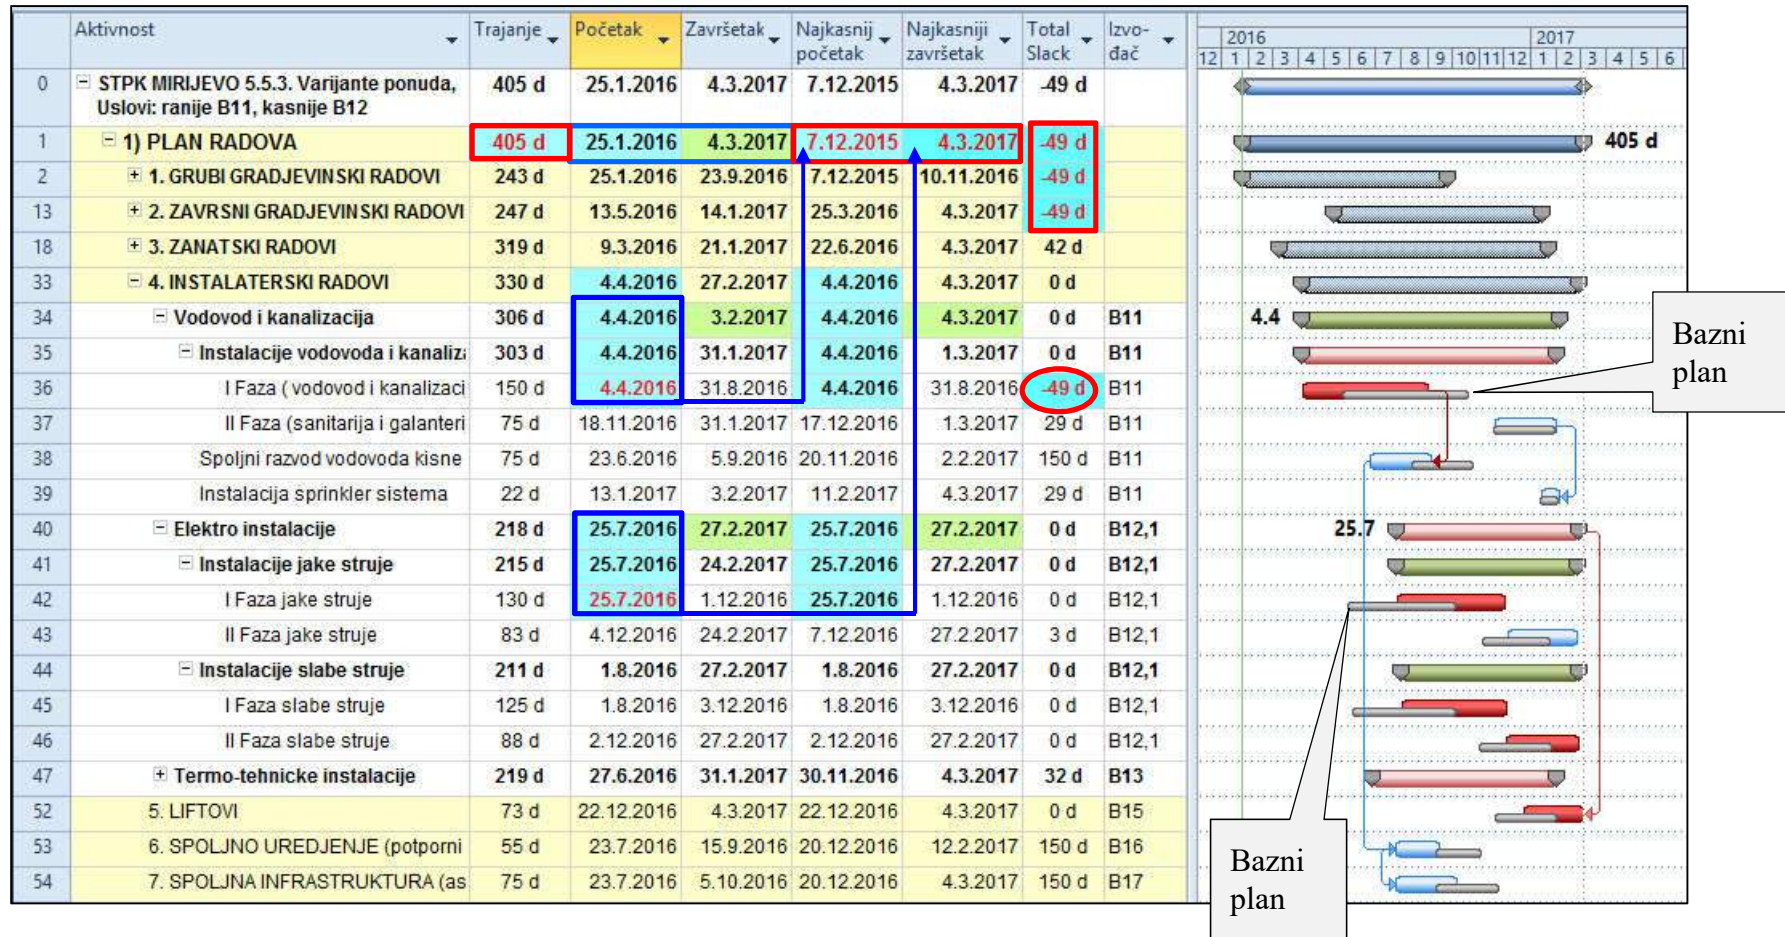 Aktivnost Trajanje Početak Završetak Najkasnij početak Najkasniji završetak Total Slack Izvo-đač
2016 2017
12 1 2 3 4 5 6 7 8 9 10 11 12 1 2 3 4 5 6
0 STPK MIRIJEVO 5.5.3. Varijante ponuda, 405 d 25.1.2016 4.3.2017 7.12.2015 4.3.2017 -49 d
Uslovi: ranije B11, kasnije B12
1 1) PLAN RADOVA 405 d 25.1.2016 4.3.2017 7.12.2015 4.3.2017 -49 d 405 d
2 1. GRUBI GRADJEVINSKI RADOVI 243 d 25.1.2016 23.9.2016 7.12.2015 10.11.2016 -49 d
13 2. ZAVRSNI GRADJEVINSKI RADOVI 247 d 13.5.2016 14.1.2017 25.3.2016 4.3.2017 -49 d
18 3. ZANATSKI RADOVI 319 d 9.3.2016 21.1.2017 22.6.2016 4.3.2017 42 d
33 4. INSTALATERSKI RADOVI 330 d 4.4.2016 27.2.2017 4.4.2016 4.3.2017 0 d
34 Vodovod i kanalizacija 306 d 4.4.2016 3.2.2017 4.4.2016 4.3.2017 0 d B11 4.4
35 Instalacije vodovoda i kanaliz 303 d 4.4.2016 31.1.2017 4.4.2016 1.3.2017 0 d B11
36 I Faza ( vodovod i kanalizaci 150 d 4.4.2016 31.8.2016 4.4.2016 31.8.2016 -49 d B11
37 II Faza (sanitarija i galanteri 75 d 18.11.2016 31.1.2017 17.12.2016 1.3.2017 29 d B11
38 Spoljni razvod vodovoda kisne 75 d 23.6.2016 5.9.2016 20.11.2016 2.2.2017 150 d B11
39 Instalacija sprinkler sistema 22 d 13.1.2017 3.2.2017 11.2.2017 4.3.2017 29 d B11
40 Elektro instalacije 218 d 25.7.2016 27.2.2017 25.7.2016 27.2.2017 0 d B12,1 25.7
41 Instalacije jake struje 215 d 25.7.2016 24.2.2017 25.7.2016 27.2.2017 0 d B12,1
42 I Faza jake struje 130 d 25.7.2016 1.12.2016 25.7.2016 1.12.2016 0 d B12,1
43 II Faza jake struje 83 d 4.12.2016 24.2.2017 7.12.2016 27.2.2017 3 d B12,1
44 Instalacije slabe struje 211 d 1.8.2016 27.2.2017 1.8.2016 27.2.2017 0 d B12,1
45 I Faza slabe struje 125 d 1.8.2016 3.12.2016 1.8.2016 3.12.2016 0 d B12,1
46 II Faza slabe struje 88 d 2.12.2016 27.2.2017 2.12.2016 27.2.2017 0 d B12,1
47 Termo-tehnicke instalacije 219 d 27.6.2016 31.1.2017 30.11.2016 4.3.2017 32 d B13
52 5. LIFTOVI 73 d 22.12.2016 4.3.2017 22.12.2016 4.3.2017 0 d B15
53 6. SPOLJNO UREDJENJE (potporni 55 d 23.7.2016 15.9.2016 20.12.2016 12.2.2017 150 d B16
54 7. SPOLJNA INFRASTRUKTURA (as 75 d 23.7.2016 5.10.2016 20.12.2016 4.3.2017 150 d B17
Bazni
plan
Bazni
plan